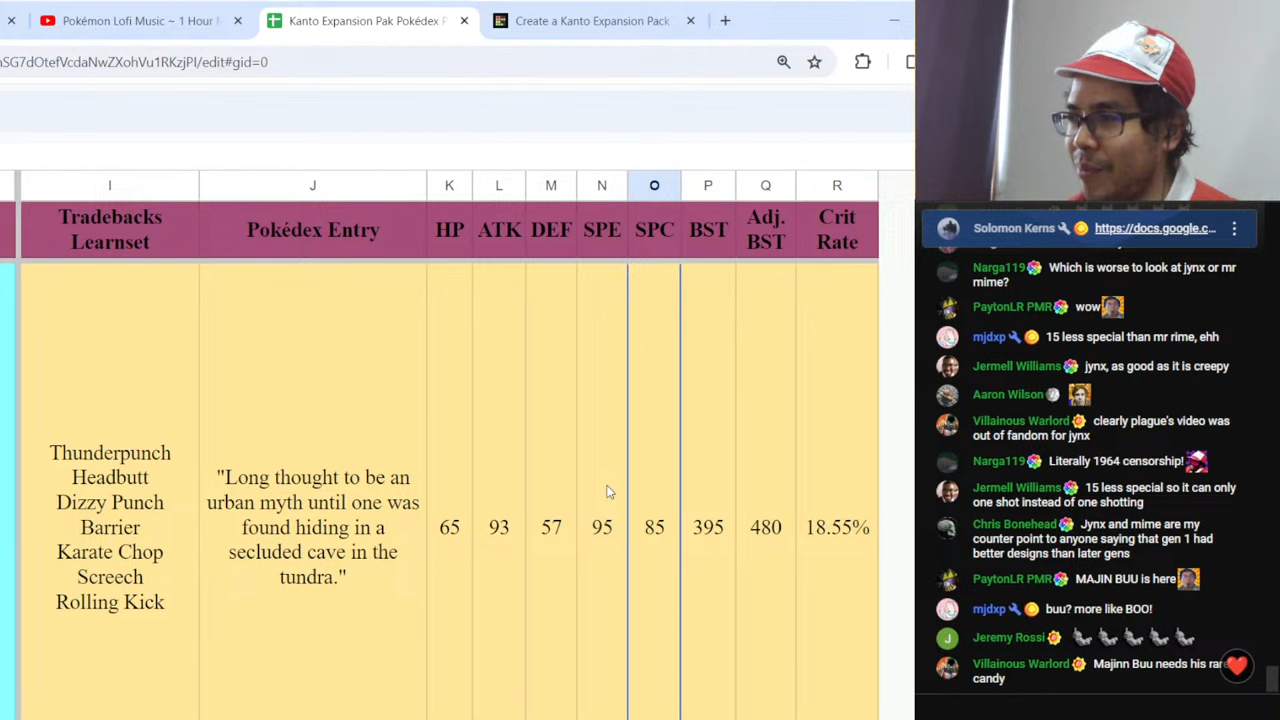 Pokémon Lofi Music ~ 1 Hour
Kanto Expansion Pak Pokédex
Create a Kanto Expansion Pack
nSG7dOtefVcdaNwZXohVu1RKzjPI/edit#gid=0
I J K L M N O P Q R
Tradebacks
Learnset
Pokédex Entry
HP ATK DEF SPE SPC BST
Adj.
BST
Crit
Rate
Thunderpunch
Headbutt
Dizzy Punch
Barrier
Karate Chop
Screech
Rolling Kick
"Long thought to be an
urban myth until one was
found hiding in a
secluded cave in the
tundra."
65 93 57 95 85 395 480 18.55%
Solomon Kerns https://docs.google.c...
Narga119 Which is worse to look at jynx or mr
mime?
PaytonLR PMR wow
mjdxp 15 less special than mr rime, ehh
Jermell Williams jynx, as good as it is creepy
Aaron Wilson
Villainous Warlord clearly plague's video was
out of fandom for jynx
Narga119 Literally 1964 censorship!
Jermell Williams 15 less special so it can only
one shot instead of one shotting
Chris Bonehead Jynx and mime are my
counter point to anyone saying that gen 1 had
better designs than later gens
PaytonLR PMR MAJIN BUU is here
mjdxp buu? more like BOO!
J Jeremy Rossi
Villainous Warlord Majinn Buu needs his rare
candy